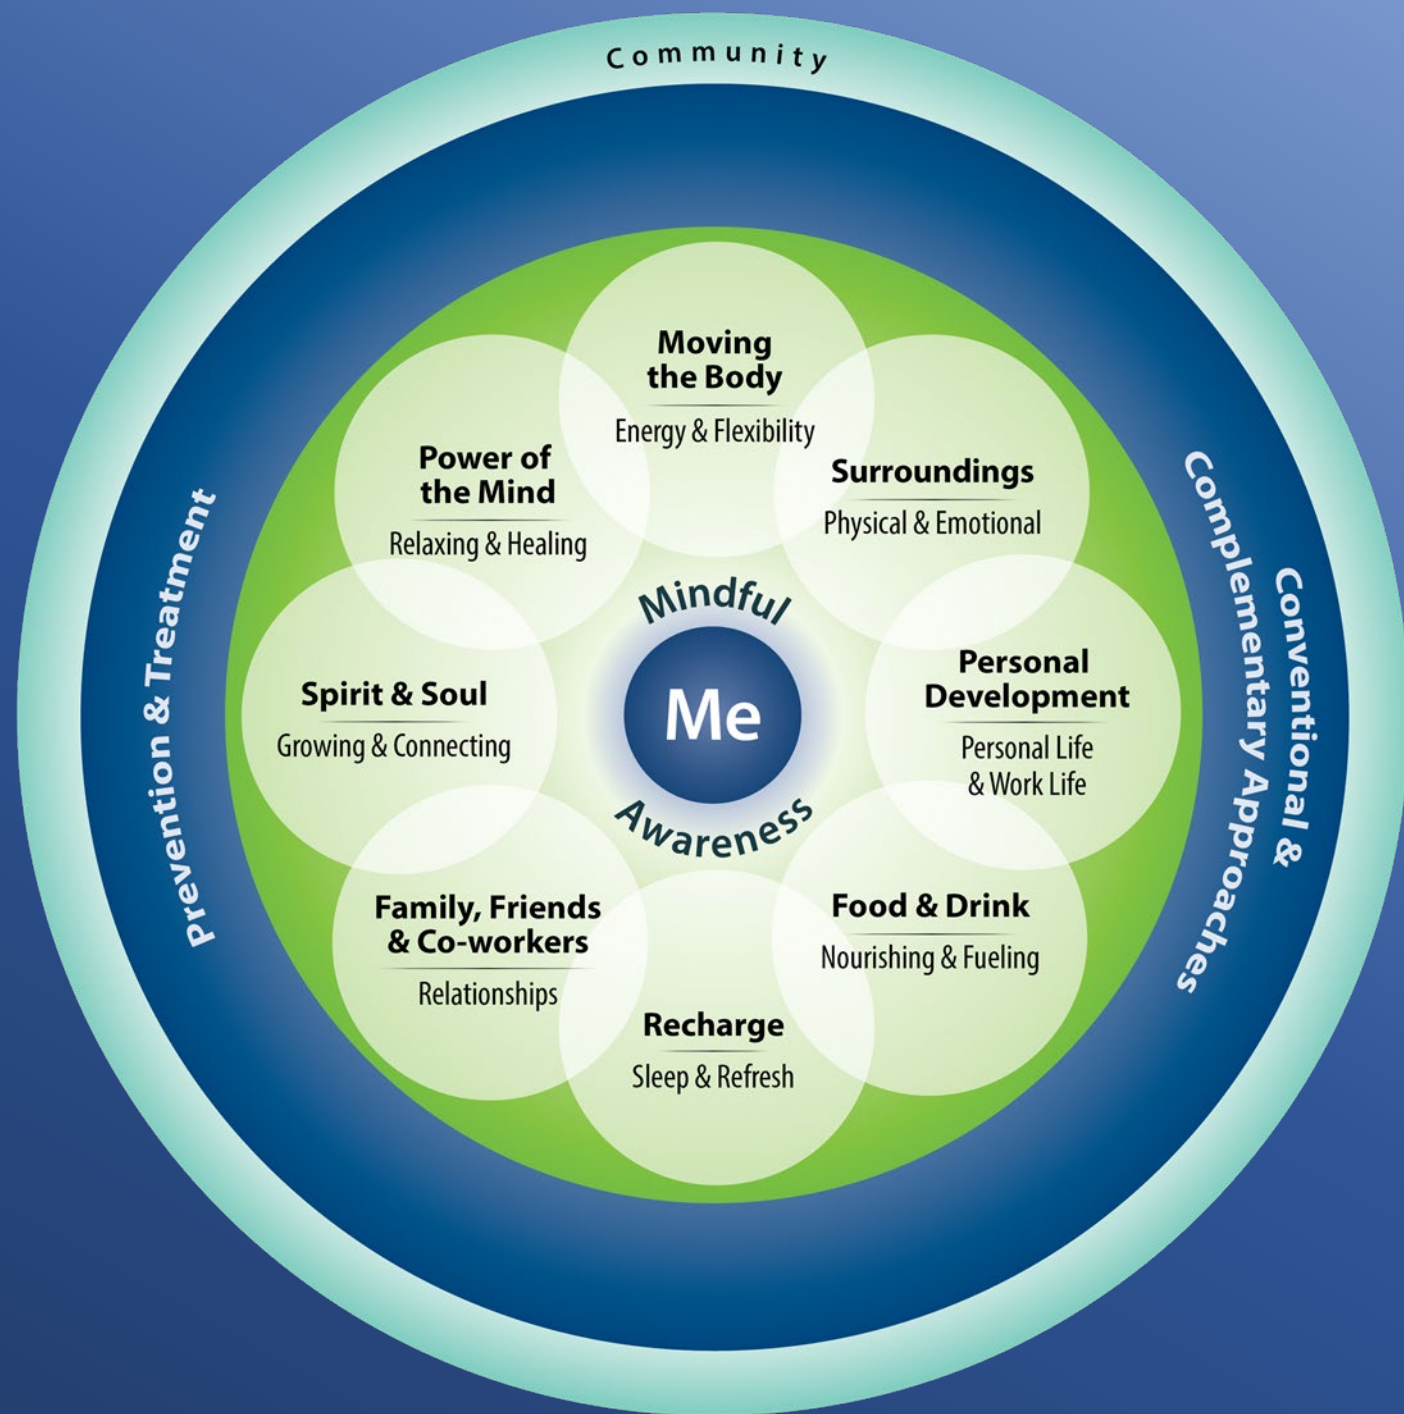 Community
Moving
the Body
Energy & Flexibility
Surroundings
Physical & Emotional
Personal
Development
Personal Life
& Work Life
Food & Drink
Nourishing & Fueling
Recharge
Sleep & Refresh
Family, Friends
& Co-workers
Relationships
Spirit & Soul
Growing & Connecting
Power of
the Mind
Relaxing & Healing
Mindful
Me
Awareness
Prevention & Treatment
Conventional &
Complementary Approaches